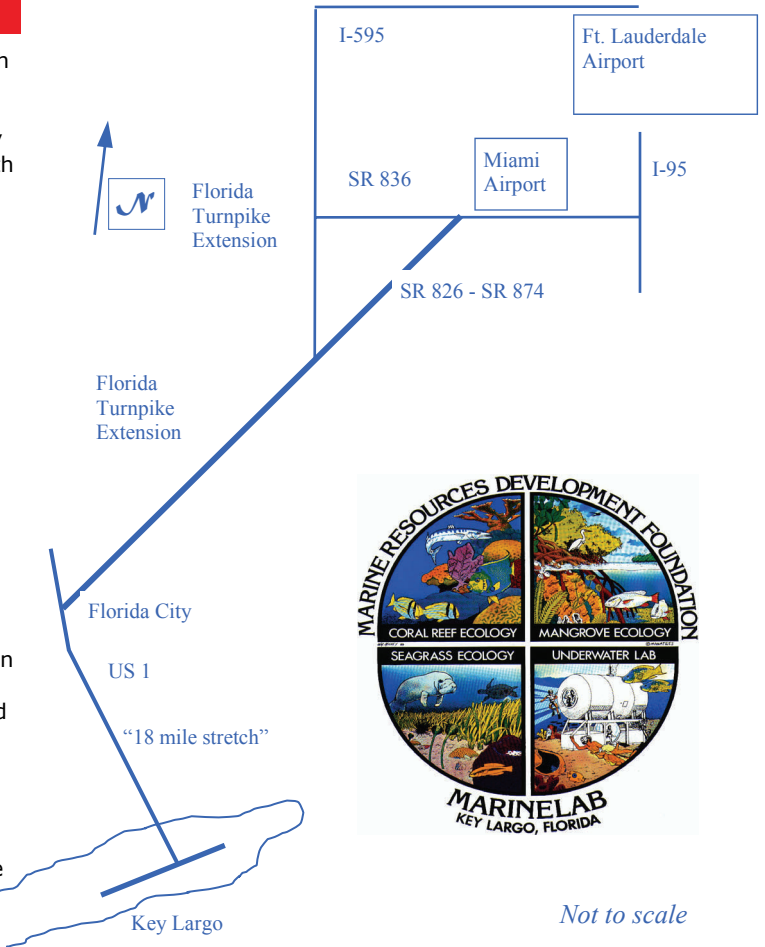 n
y
th
I-595
Ft. Lauderdale
Airport
SR 836
Miami
Airport
I-95
N
Florida
Turnpike
Extension
SR 826 - SR 874
Florida
Turnpike
Extension
MARINE RESOURCES DEVELOPMENT FOUNDATION
CORAL REEF ECOLOGY
MANGROVE ECOLOGY
SEAGRASS ECOLOGY
UNDERWATER LAB
MARINELAB
KEY LARGO, FLORIDA
Florida City
n
US 1
d
“18 mile stretch”
e
Key Largo
Not to scale